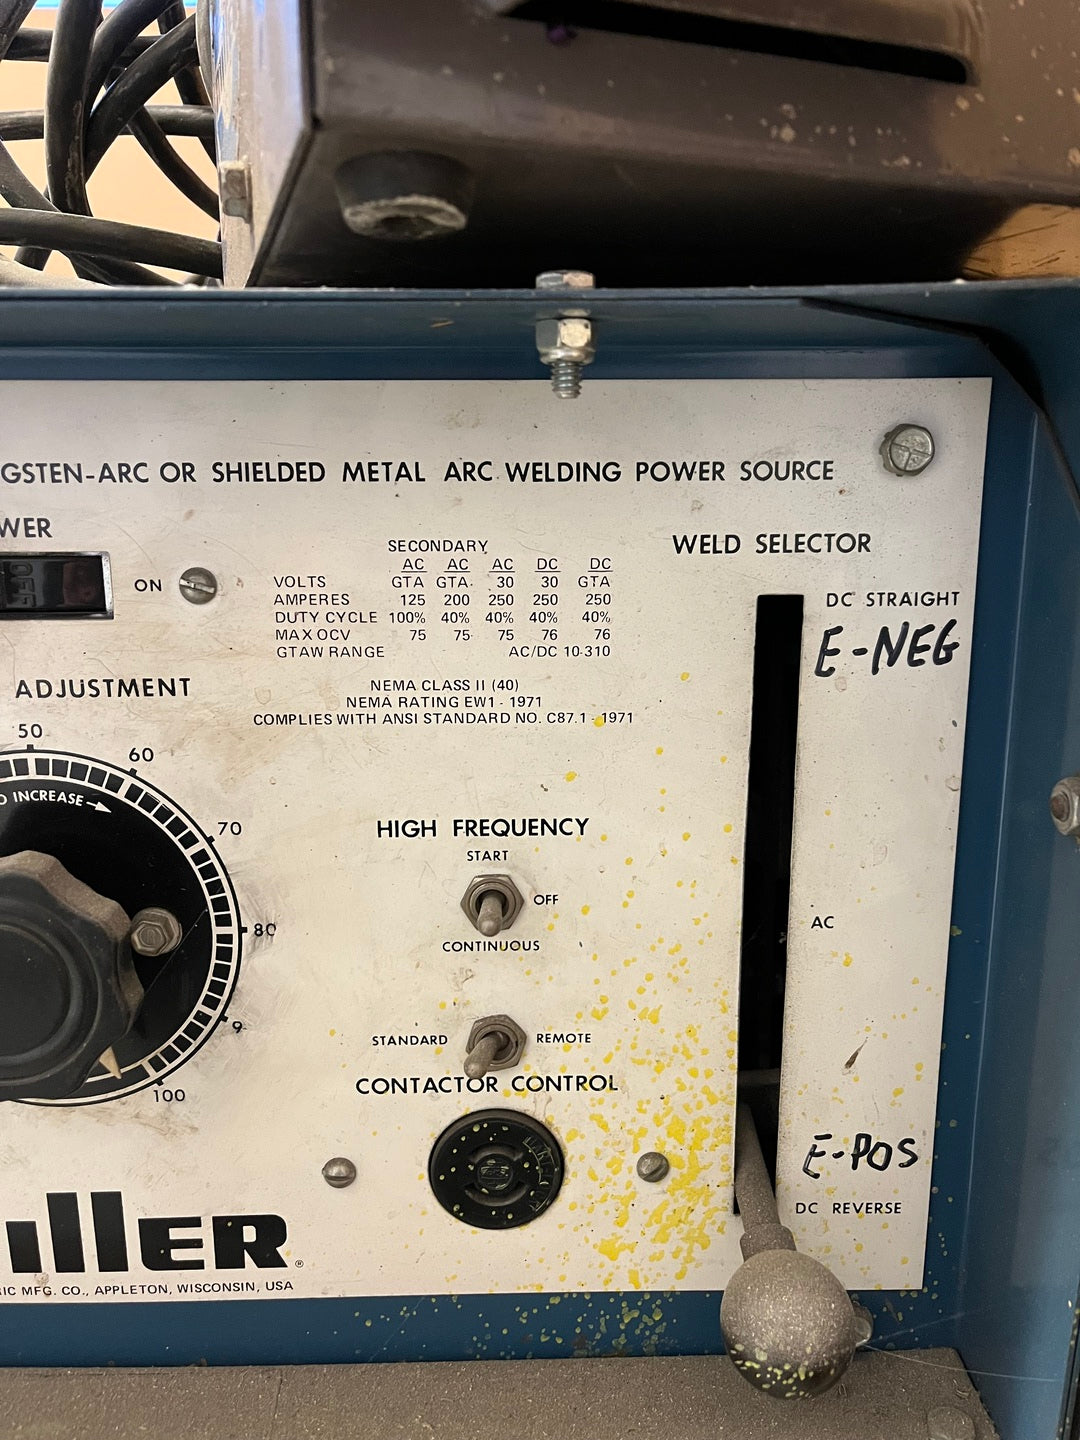 GSTEN-ARC OR SHIELDED METAL ARC WELDING POWER SOURCE
WER
OFF
ON
SECONDARY
AC AC AC DC DC
VOLTS GTA GTA 30 30 GTA
AMPERES 125 200 250 250 250
DUTY CYCLE 100% 40% 40% 40% 40%
MAX OCV 75 75 75 76 76
GTAW RANGE AC/DC 10-310
NEMA CLASS II (40)
NEMA RATING EW1 - 1971
COMPLIES WITH ANSI STANDARD NO. C87.1 - 1971
WELD SELECTOR
DC STRAIGHT
E-NEG
AC
E-POS
DC REVERSE
ADJUSTMENT
50
60
70
80
9
100
O INCREASE
HIGH FREQUENCY
START
OFF
CONTINUOUS
STANDARD REMOTE
CONTACTOR CONTROL
iLLER®
IC MFG. CO., APPLETON, WISCONSIN, USA